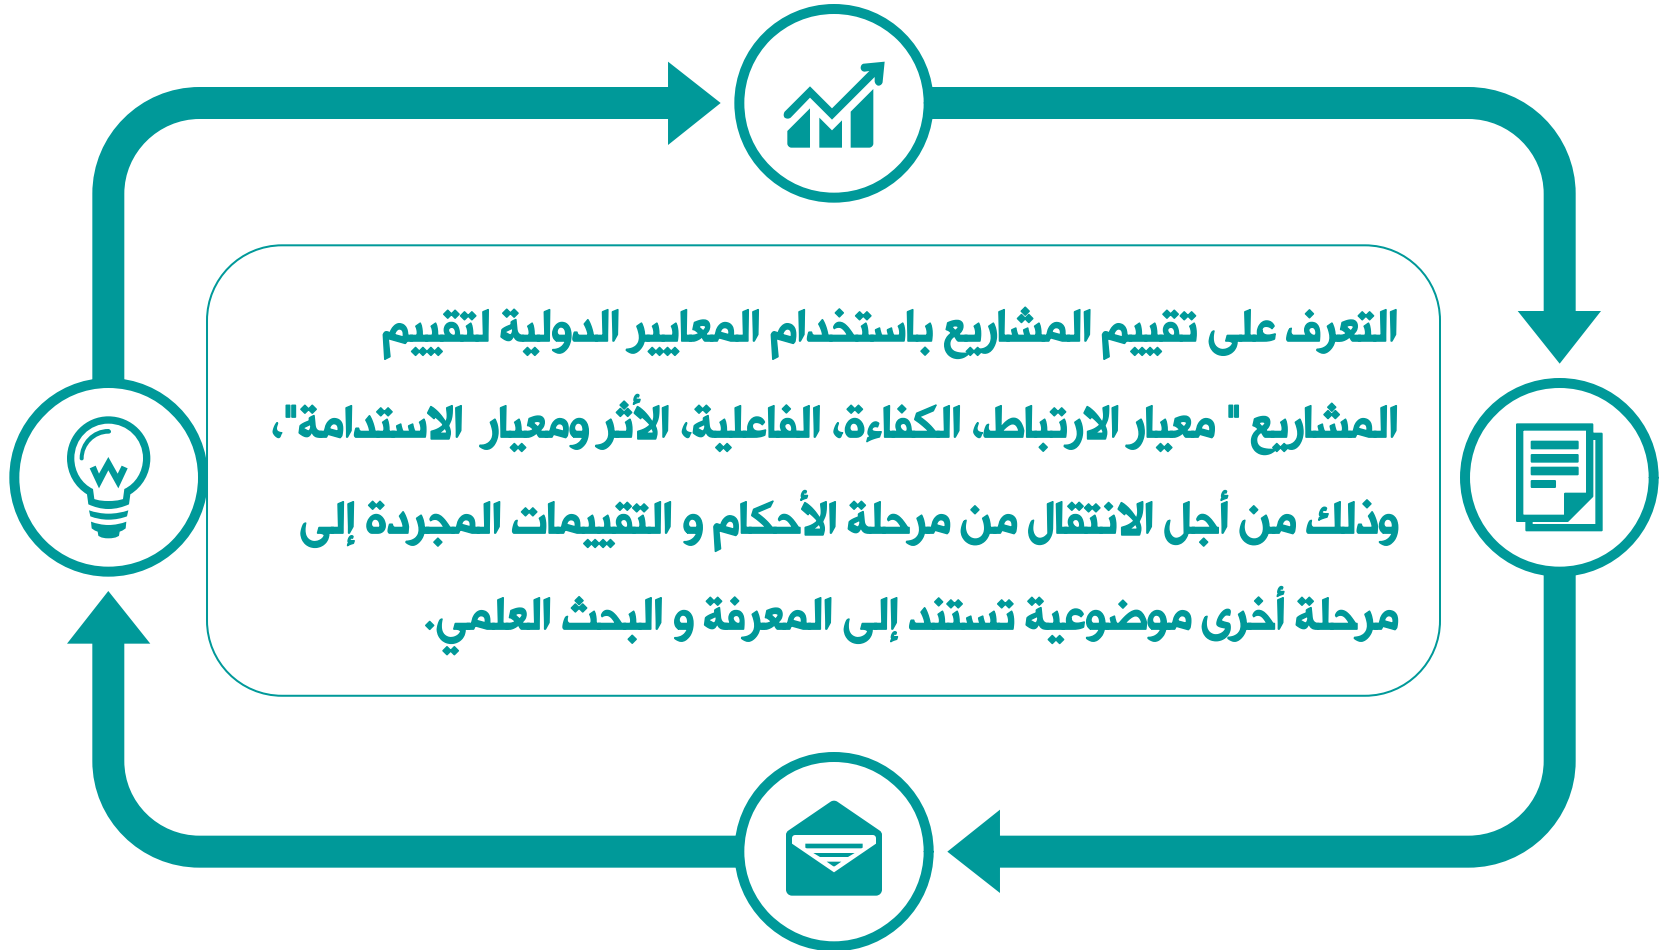 التعرف على تقييم المشاريع باستخدام المعايير الدولية لتقييم
المشاريع " معيار الارتباط، الكفاءة، الفاعلية، الأثر ومعيار الاستدامة"،
وذلك من أجل الانتقال من مرحلة الأحكام و التقييمات المجردة إلى
مرحلة أخرى موضوعية تستند إلى المعرفة و البحث العلمي.